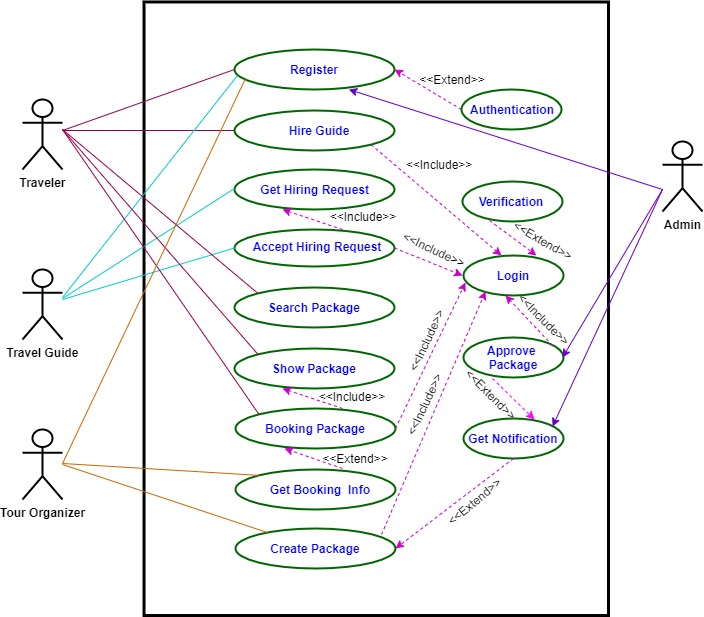 Register
<<Extend>>
Authentication
Traveler
Hire Guide
<<Include>>
Get Hiring Request
Verification
<<Include>>
<<Extend>>
Admin
Accept Hiring Request
<<Include>>
Login
Search Package
<<Include>>
<<Include>>
Travel Guide
Show Package
Approve
Package
<<Include>>
<<Include>>
<<Extend>>
Booking Package
Get Notification
<<Extend>>
Get Booking Info
<<Extend>>
Tour Organizer
Create Package